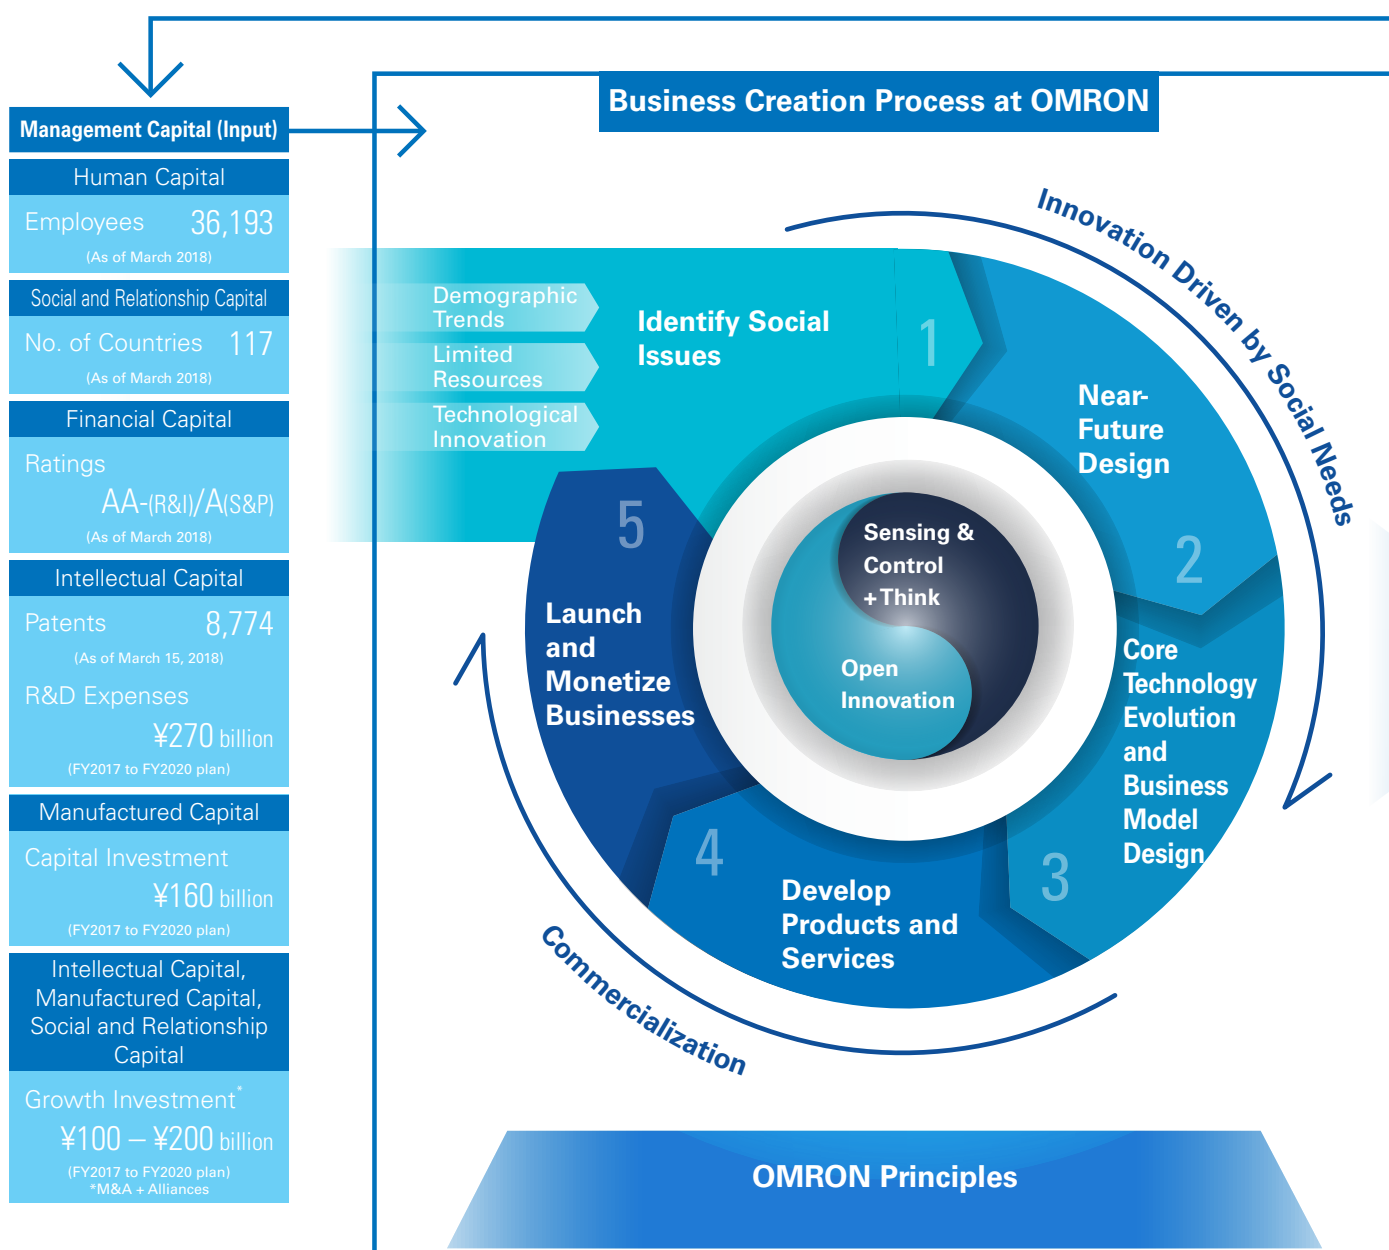 Business Creation Process at OMRON
Management Capital (Input)
Human Capital
Employees 36,193
(As of March 2018)
Social and Relationship Capital
No. of Countries 117
(As of March 2018)
Financial Capital
Ratings
AA-(R&I)/A(S&P)
(As of March 2018)
Intellectual Capital
Patents 8,774
(As of March 15, 2018)
R&D Expenses
¥270 billion
(FY2017 to FY2020 plan)
Manufactured Capital
Capital Investment
¥160 billion
(FY2017 to FY2020 plan)
Intellectual Capital,
Manufactured Capital,
Social and Relationship
Capital
Growth Investment*
¥100 – ¥200 billion
(FY2017 to FY2020 plan)
*M&A + Alliances
Demographic
Trends
Limited
Resources
Technological
Innovation
Identify Social
Issues
1
Innovation Driven by Social Needs
Near-
Future
Design
2
Core
Technology
Evolution
and
Business
Model
Design
3
Develop
Products and
Services
4
Launch
and
Monetize
Businesses
5
Commercialization
Sensing &
Control
+Think
Open
Innovation
OMRON Principles